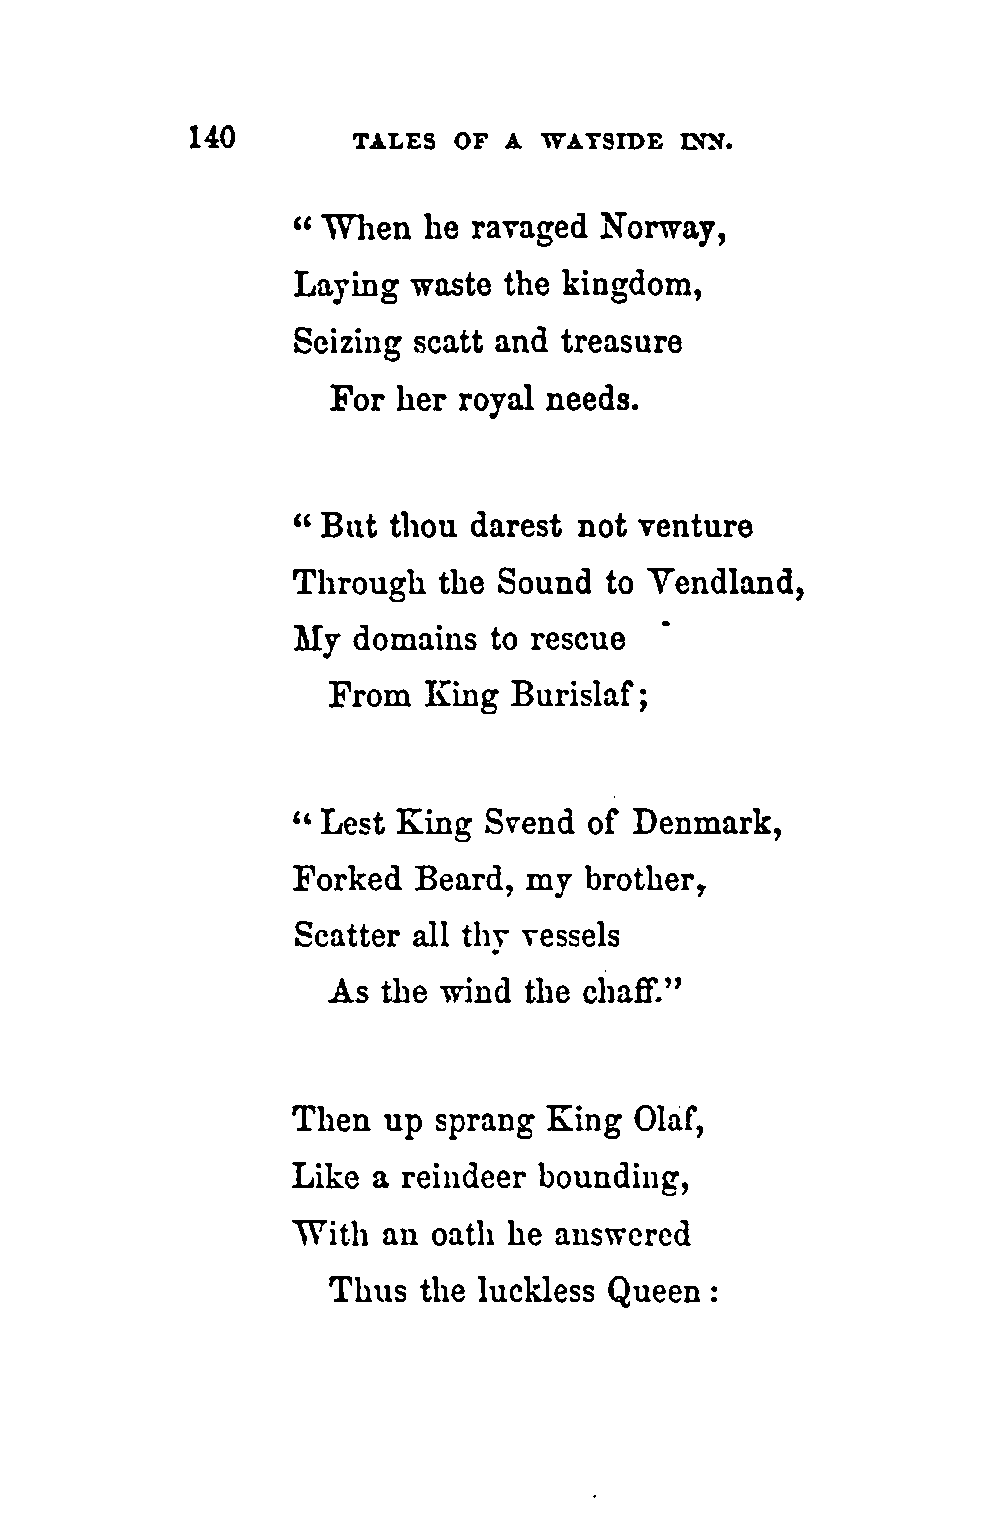 140 TALES OF A WAYSIDE INN.
“ When he ravaged Norway,
Laying waste the kingdom,
Seizing scatt and treasure
For her royal needs.
“ But thou darest not venture
Through the Sound to Vendland,
My domains to rescue
From King Burislaf ;
“ Lest King Svend of Denmark,
Forked Beard, my brother,
Scatter all thy vessels
As the wind the chaff.”
Then up sprang King Olaf,
Like a reindeer bounding,
With an oath he answered
Thus the luckless Queen :